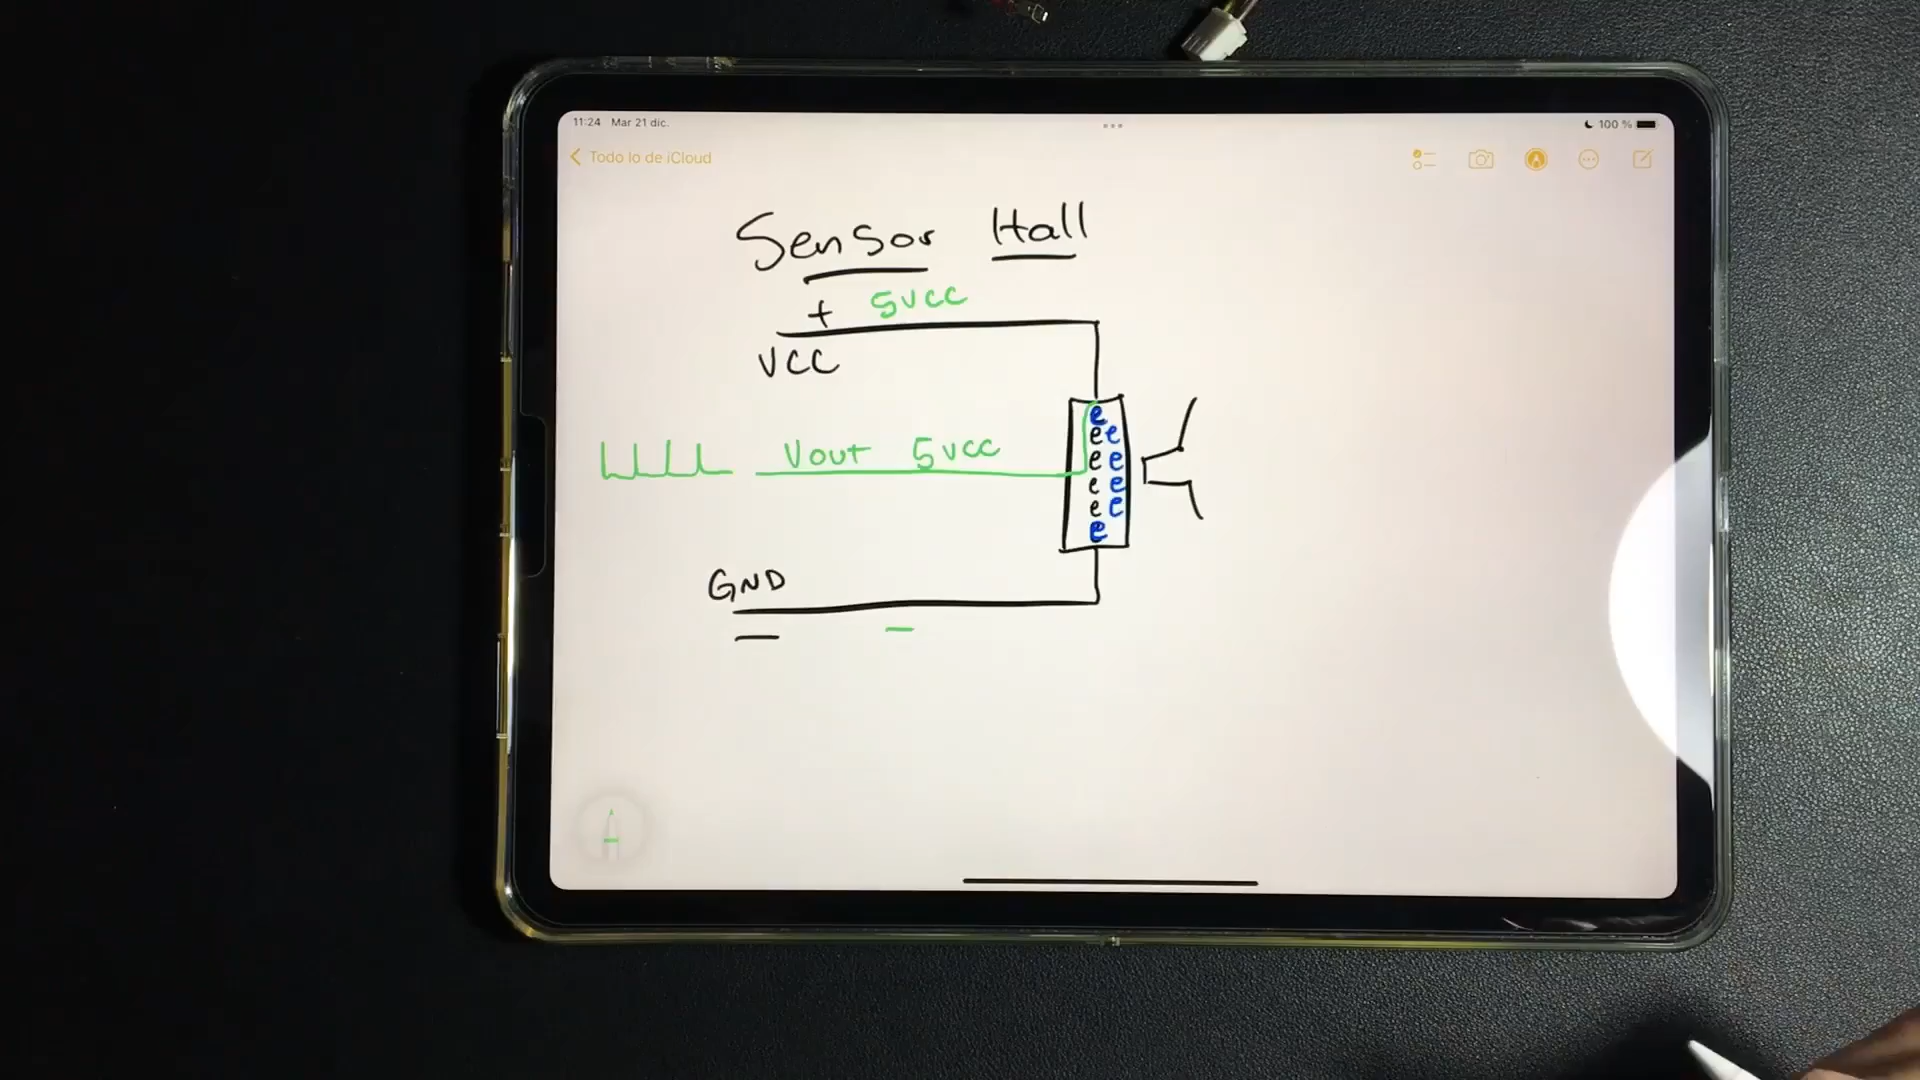 11:24 Mar 21 dic.
100 %
Todo lo de iCloud
Sensor Hall
+ 5VCC
VCC
e
e e
e e
e e
e e
e
Vout 5VCC
GND